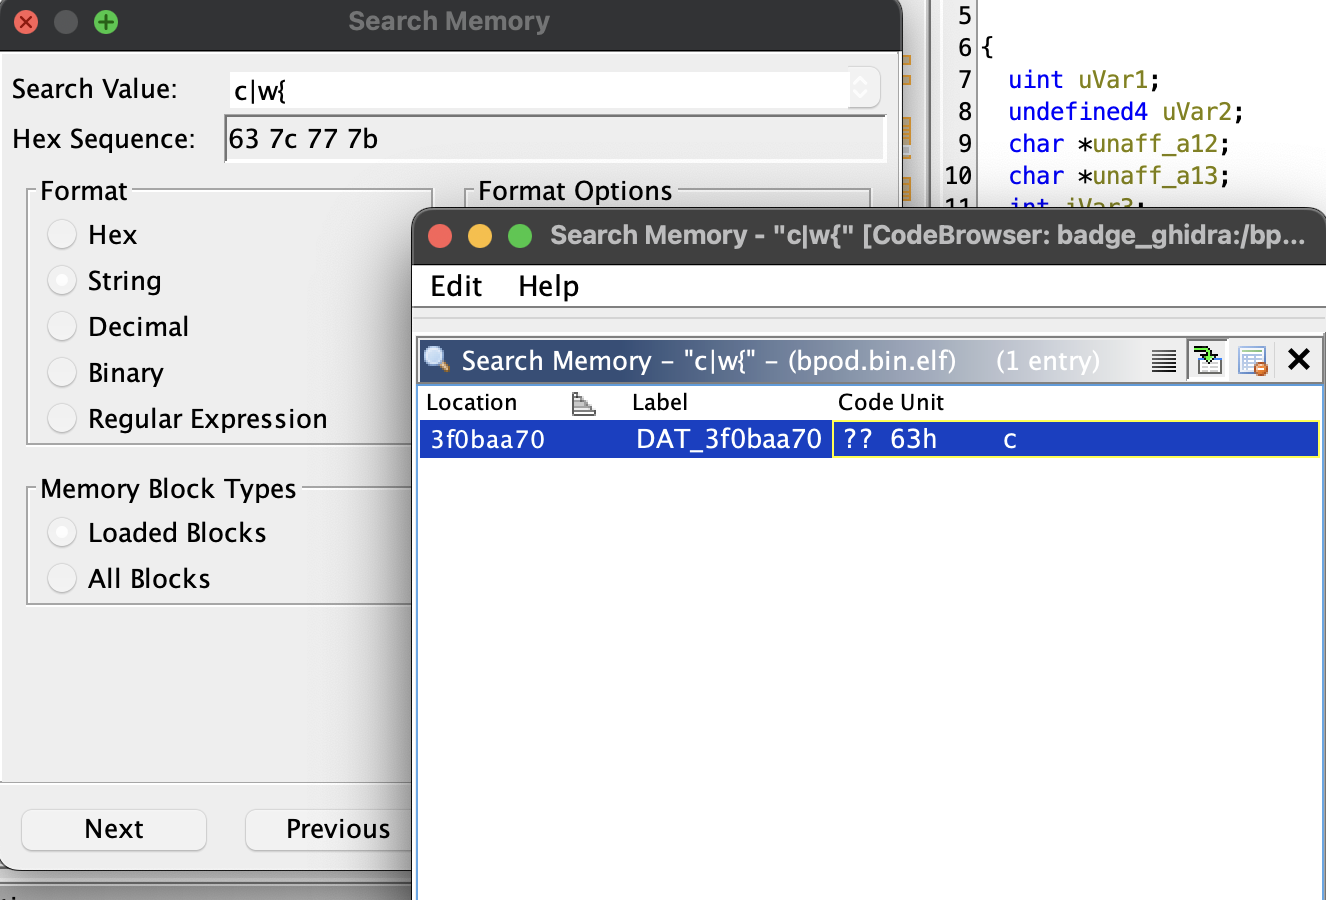 Search Memory
Search Value: c|w{
Hex Sequence: 63 7c 77 7b
Format
Hex
String
Decimal
Binary
Regular Expression
Format Options
Memory Block Types
Loaded Blocks
All Blocks
Next
Previous
5
6 {
7 uint uVar1;
8 undefined4 uVar2;
9 char *unaff_a12;
10 char *unaff_a13;
11 int iVar3;
Search Memory - "c|w{" [CodeBrowser: badge_ghidra:/bp...
Edit Help
Search Memory - "c|w{" - (bpod.bin.elf) (1 entry)
Location Label Code Unit
3f0baa70 DAT_3f0baa70 ?? 63h c